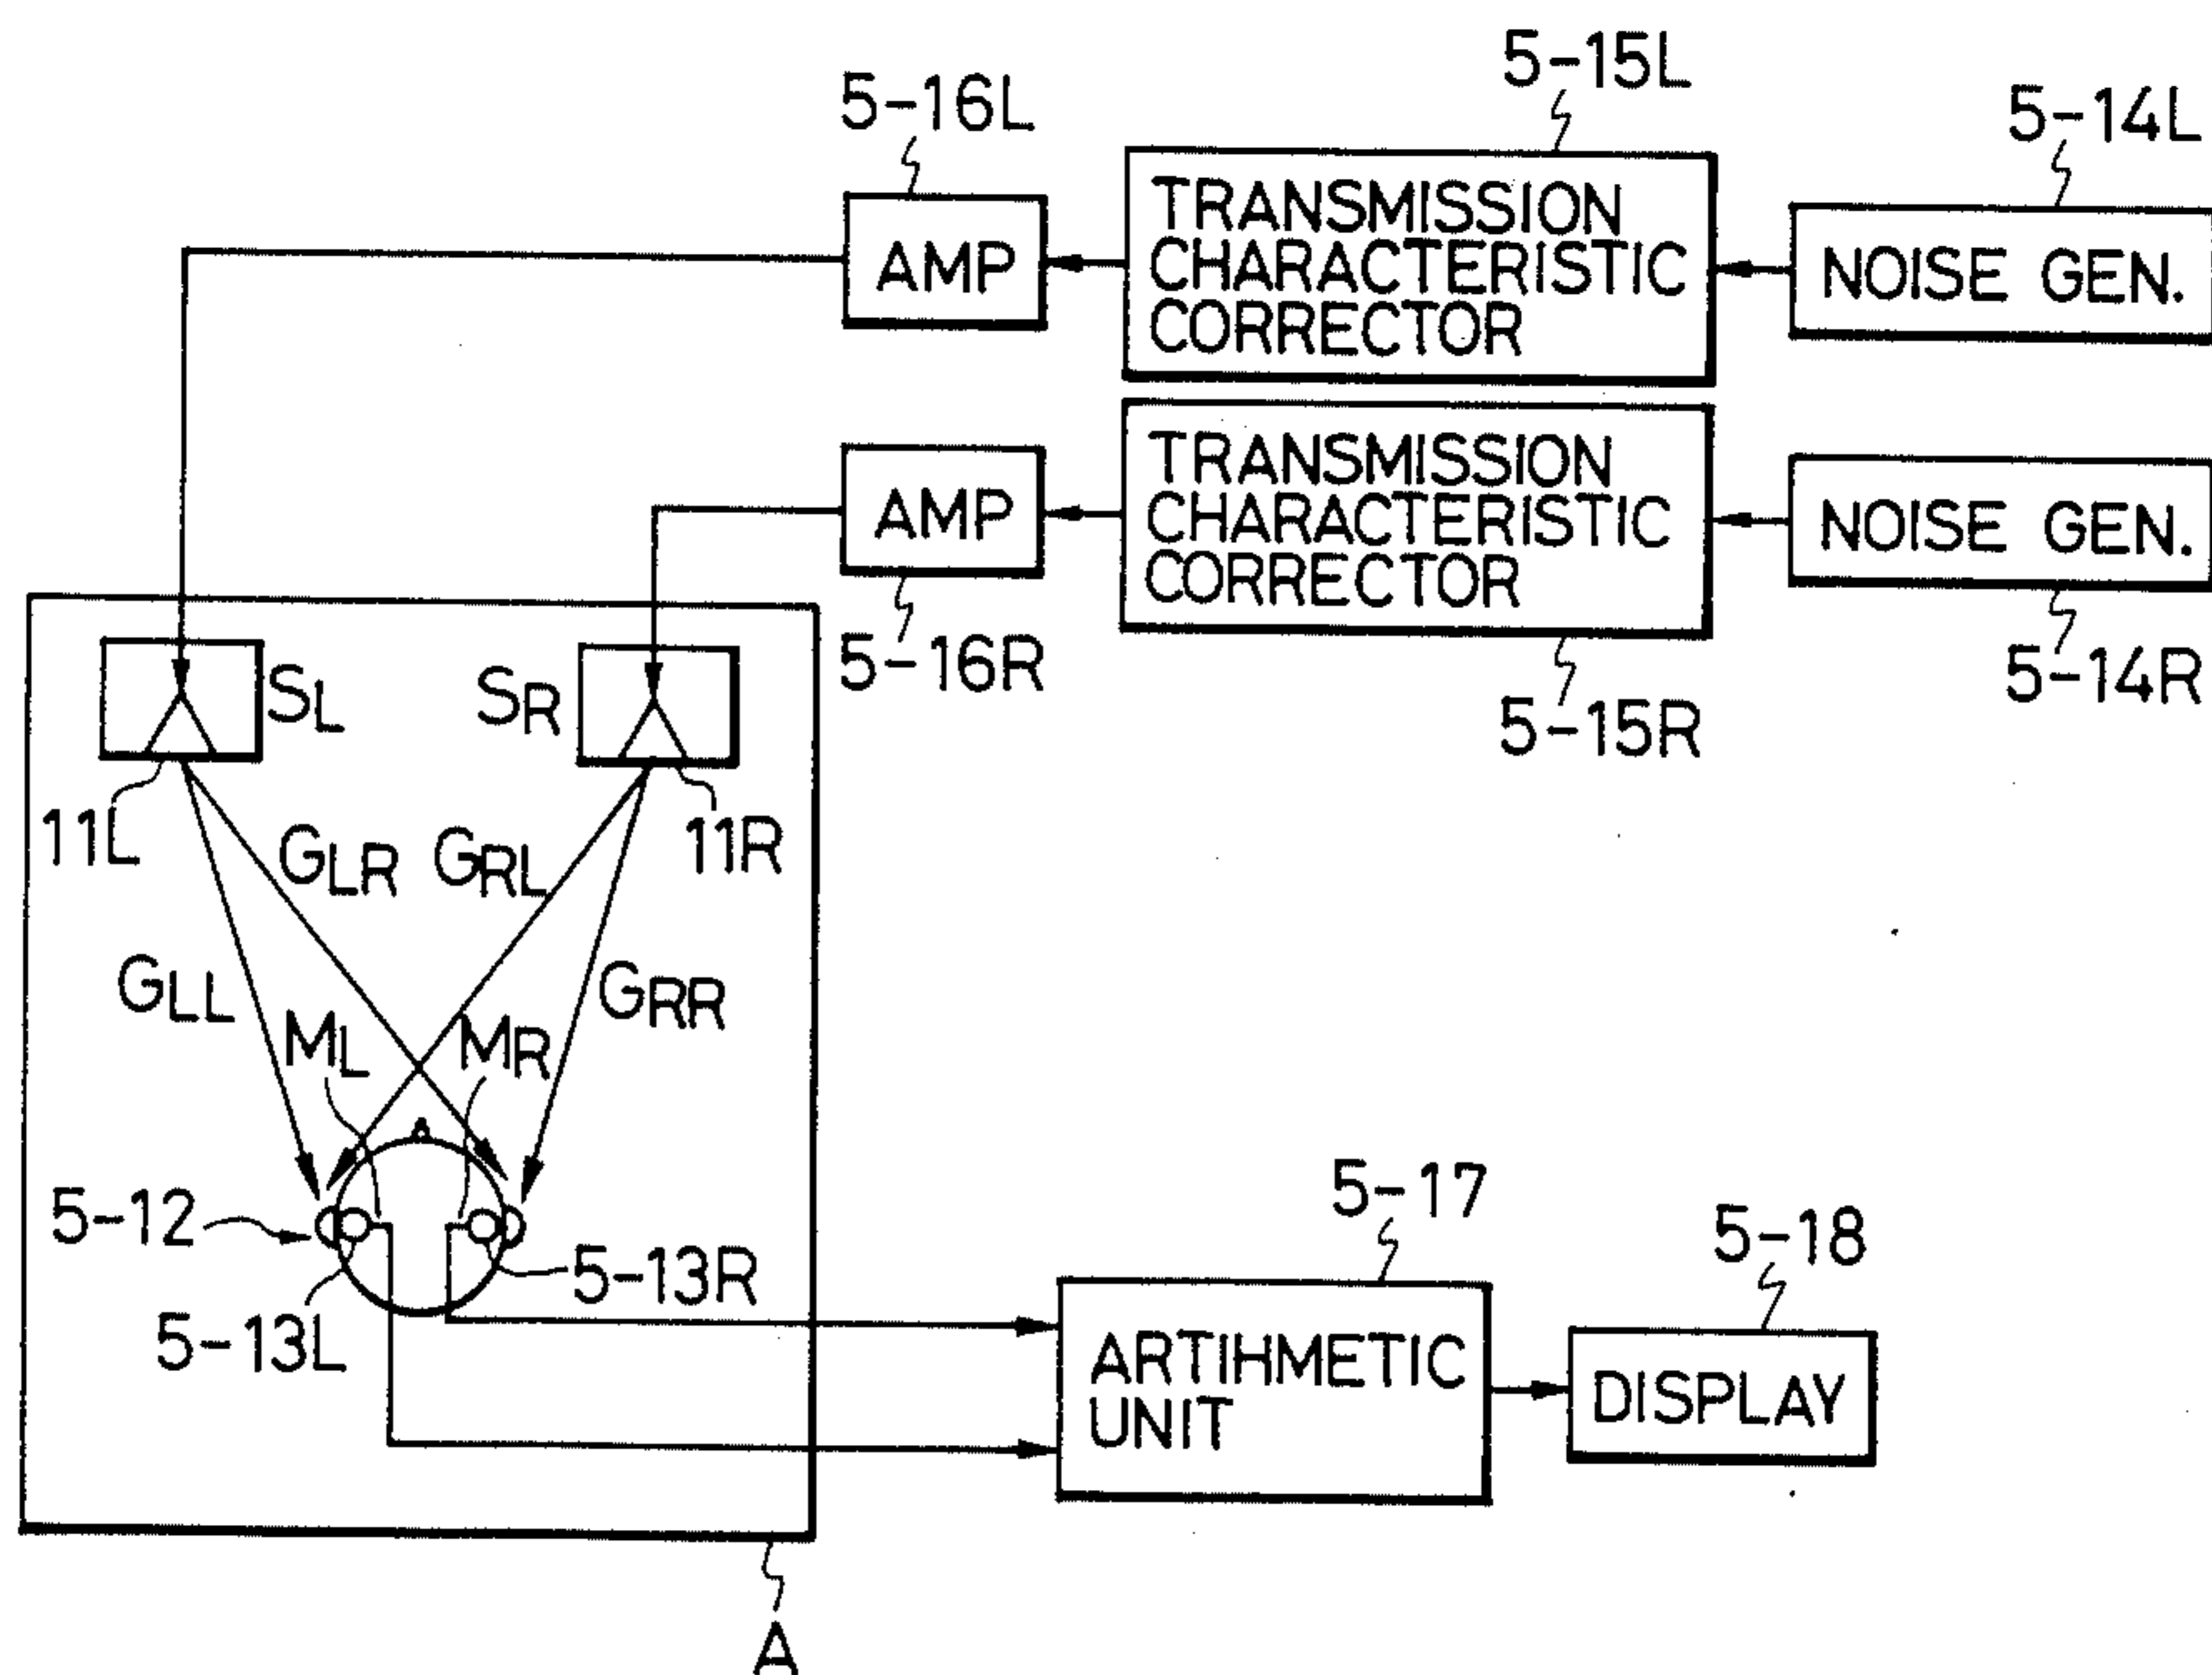 5-15L
5-16L
5-14L
TRANSMISSION
CHARACTERISTIC
CORRECTOR
AMP
NOISE GEN.
TRANSMISSION
CHARACTERISTIC
CORRECTOR
AMP
NOISE GEN.
5-16R
5-15R
5-14R
SL
SR
11L
11R
GLR
GRL
GLL
GRR
ML
MR
5-12
5-13R
5-13L
5-17
5-18
ARTIHMETIC
UNIT
DISPLAY
A